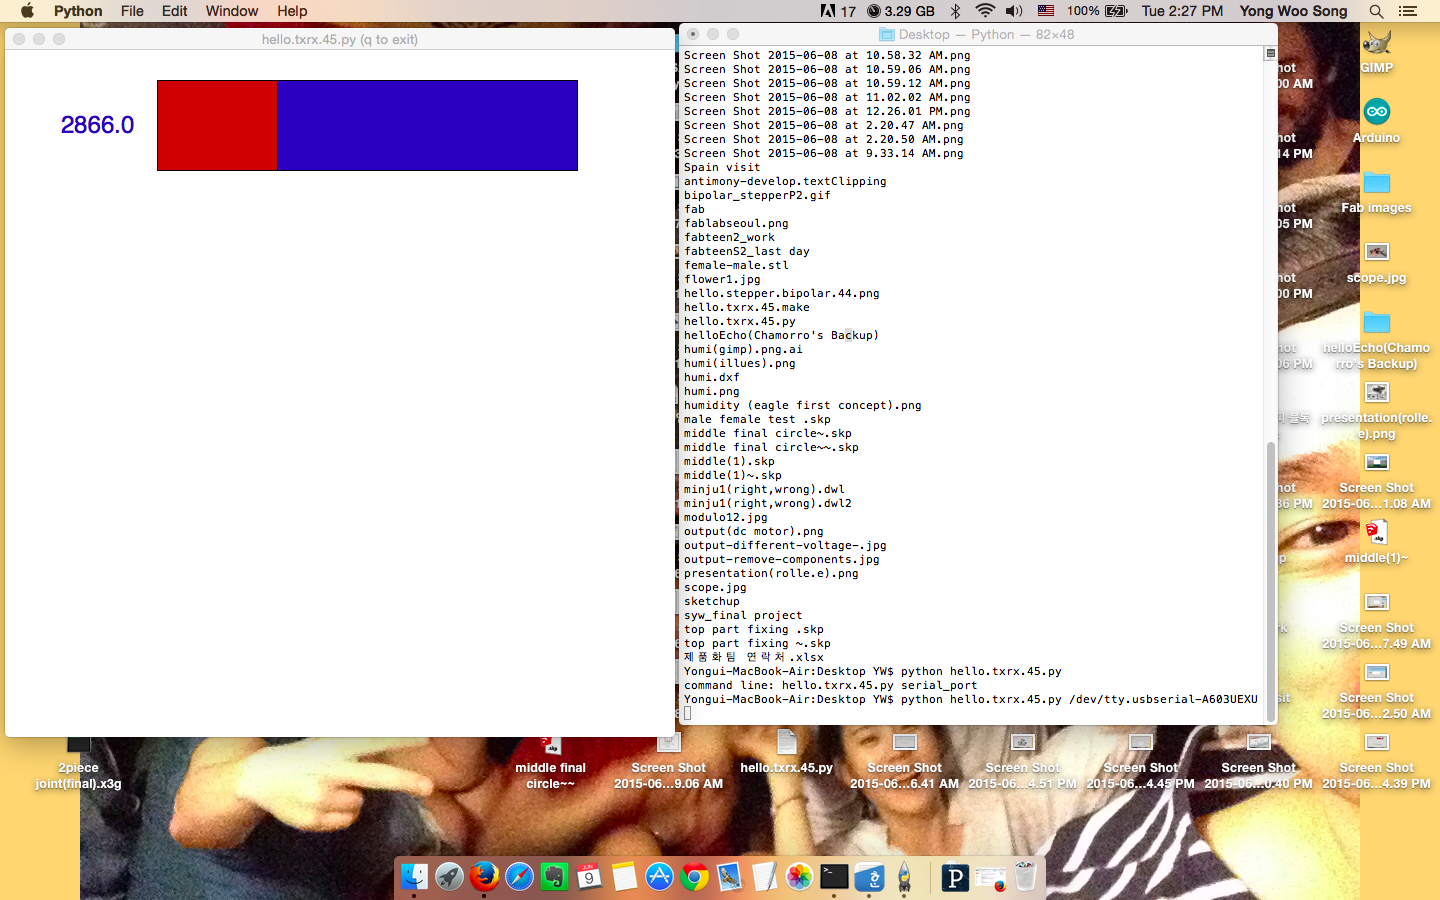 Python File Edit Window Help 17 3.29 GB 100% Tue 2:27 PM Yong Woo Song
hello.txrx.45.py (q to exit)
2866.0
Desktop — Python — 82×48
Screen Shot 2015-06-08 at 10.58.32 AM.png
Screen Shot 2015-06-08 at 10.59.06 AM.png
Screen Shot 2015-06-08 at 10.59.12 AM.png
Screen Shot 2015-06-08 at 11.02.02 AM.png
Screen Shot 2015-06-08 at 12.26.01 PM.png
Screen Shot 2015-06-08 at 2.20.47 AM.png
Screen Shot 2015-06-08 at 2.20.50 AM.png
Screen Shot 2015-06-08 at 9.33.14 AM.png
Spain visit
antimony-develop.textClipping
bipolar_stepperP2.gif
fab
fablabseoul.png
fabteen2_work
fabteenS2_last day
female-male.stl
flower1.jpg
hello.stepper.bipolar.44.png
hello.txrx.45.make
hello.txrx.45.py
helloEcho(Chamorro's Backup)
humi(gimp).png.ai
humi(illues).png
humi.dxf
humi.png
humidity (eagle first concept).png
male female test .skp
middle final circle~.skp
middle final circle~~.skp
middle(1).skp
middle(1)~.skp
minju1(right,wrong).dwl
minju1(right,wrong).dwl2
modulo12.jpg
output(dc motor).png
output-different-voltage-.jpg
output-remove-components.jpg
presentation(rolle.e).png
scope.jpg
sketchup
syw_final project
top part fixing .skp
top part fixing ~.skp
제품화팀 연락처.xlsx
Yongui-MacBook-Air:Desktop YW$ python hello.txrx.45.py
command line: hello.txrx.45.py serial_port
Yongui-MacBook-Air:Desktop YW$ python hello.txrx.45.py /dev/tty.usbserial-A603UEXU
GIMP
Arduino
Fab images
scope.jpg
helloEcho(Chamo
rro's Backup)
presentation(rolle.
e).png
Screen Shot
2015-06...1.08 AM
middle(1)~
Screen Shot
2015-06...7.49 AM
Screen Shot
2015-06...2.50 AM
2piece
joint(final).x3g
middle final
circle~~
Screen Shot
2015-06...9.06 AM
hello.txrx.45.py
Screen Shot
2015-06...6.41 AM
Screen Shot
2015-06...4.51 PM
Screen Shot
2015-06...4.45 PM
Screen Shot
2015-06...0.40 PM
Screen Shot
2015-06...4.39 PM
JUN
9